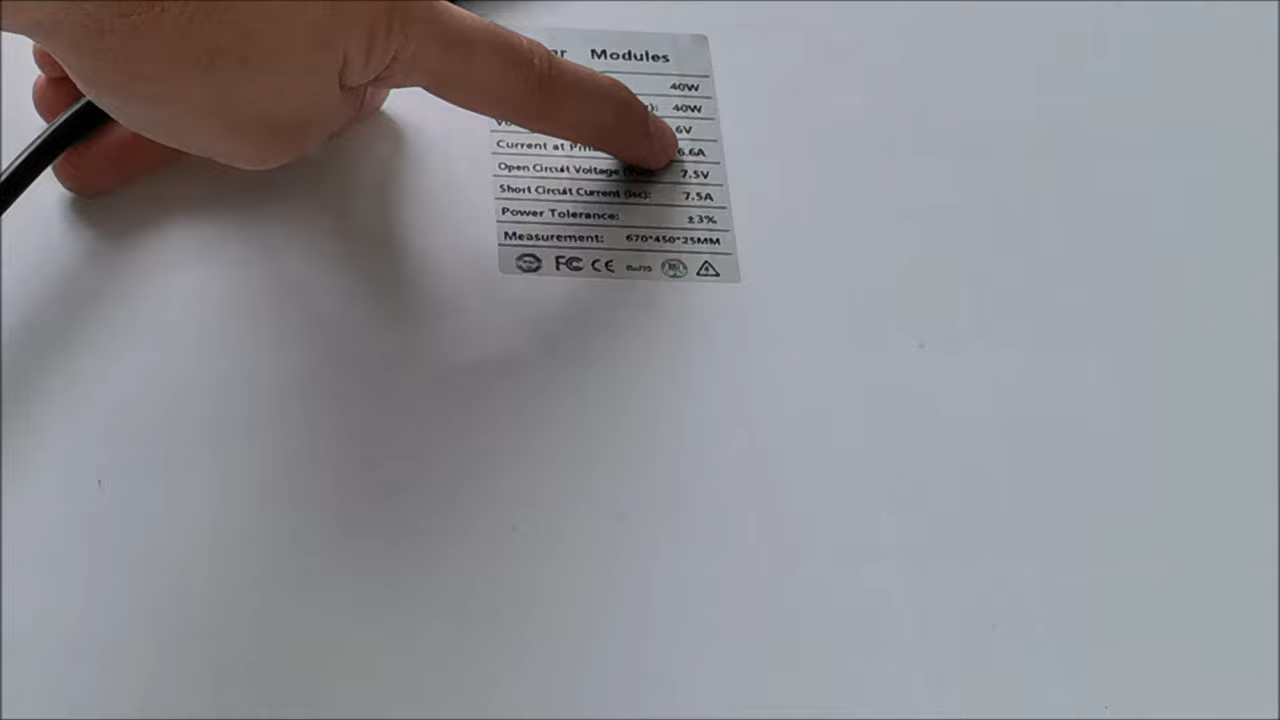 Modules
40W
40W
6V
Current at 6.6A
Open Circuit Voltage 7.5V
Short Circuit Current (Isc): 7.5A
Power Tolerance: ±3%
Measurement: 670*450*25MM
FC CE RoHS